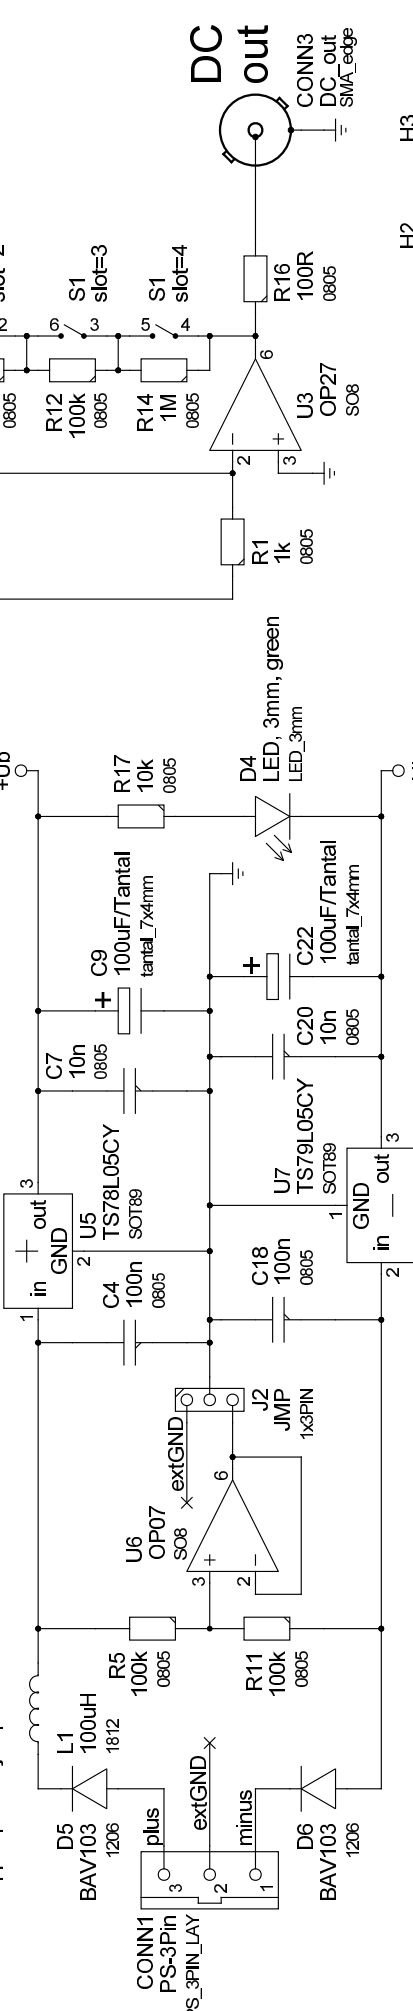 DC
out
CONN3
DC_out
SMA_edge
H3
H2
R16
100R
0805
S1
slot=3
S1
slot=4
2
6
3
5
4
0805
R12
100k
0805
R14
1M
0805
6
U3
OP27
SO8
−
+
2
3
R1
1k
0805
+Ub
R17
10k
0805
D4
LED, 3mm, green
LED_3mm
C9
100uF/Tantal
tantal_7x4mm
+
C22
100uF/Tantal
tantal_7x4mm
+
C7
10n
0805
C20
10n
0805
U5
TS78L05CY
SOT89
3
out
+
GND
in
1
2
U7
TS79L05CY
SOT89
3
out
GND
−
in
1
2
C4
100n
0805
C18
100n
0805
J2
JMP
1x3PIN
extGND
U6
OP07
SO8
6
+
−
3
2
R5
100k
0805
R11
100k
0805
L1
100uH
1812
D5
BAV103
1206
D6
BAV103
1206
plus
extGND
minus
3
2
1
CONN1
PS-3Pin
PS_3PIN_LAY